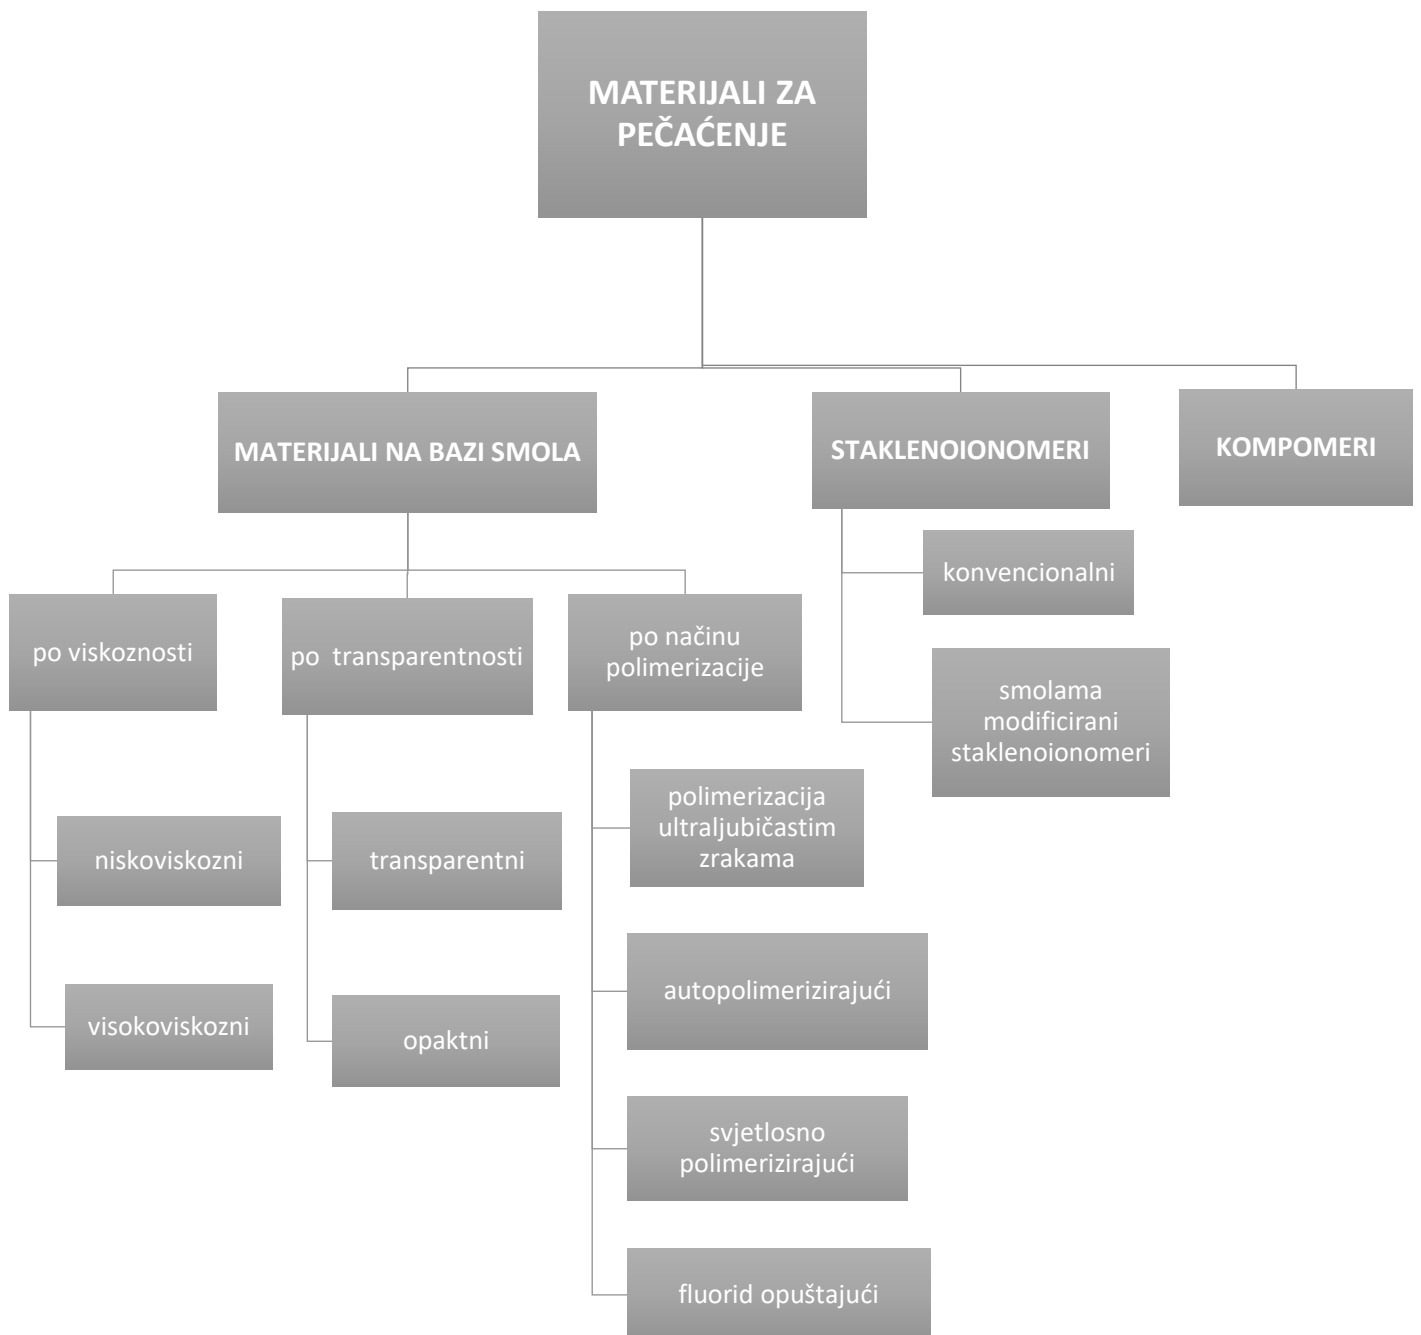 MATERIJALI ZA
PEČAĆENJE
MATERIJALI NA BAZI SMOLA
STAKLENOIONOMERI
KOMPOMERI
konvencionalni
smolama
modificirani
staklenoionomeri
po viskoznosti
po transparentnosti
po načinu
polimerizacije
niskoviskozni
visokoviskozni
transparentni
opaktni
polimerizacija
ultraljubičastim
zrakama
autopolimerizirajući
svjetlosno
polimerizirajući
fluorid opuštajući